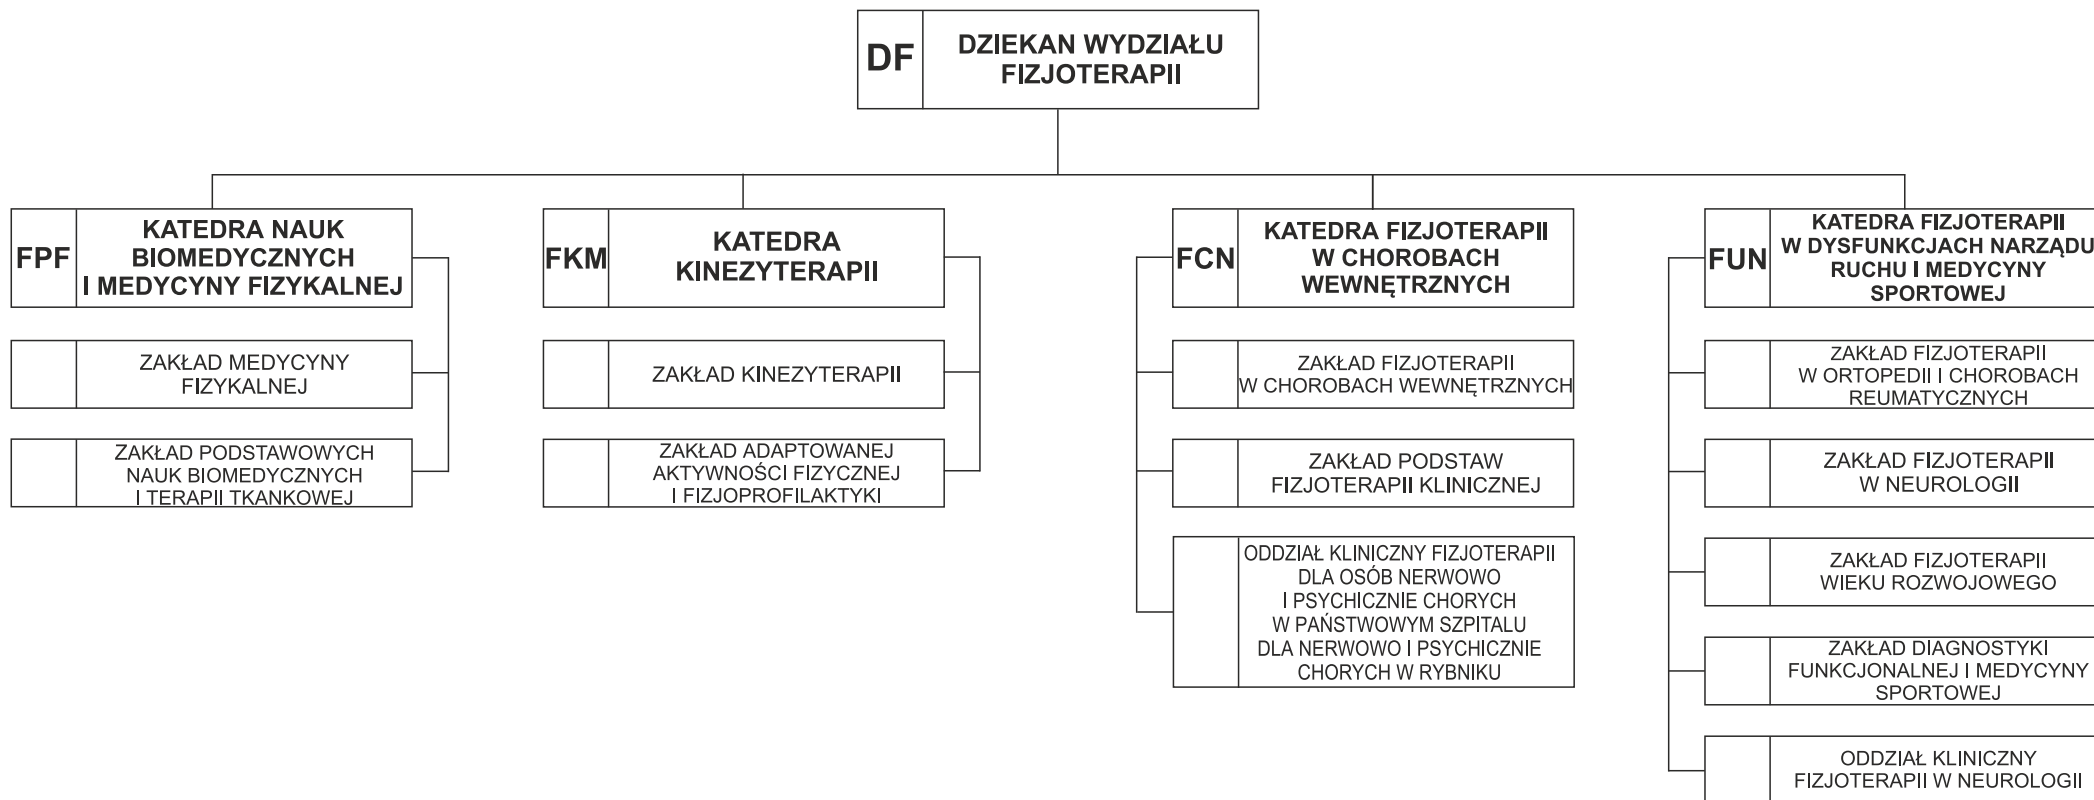 DF
DZIEKAN WYDZIAŁU
FIZJOTERAPII
FPF
KATEDRA NAUK
BIOMEDYCZNYCH
I MEDYCYNY FIZYKALNEJ
ZAKŁAD MEDYCYNY
FIZYKALNEJ
ZAKŁAD PODSTAWOWYCH
NAUK BIOMEDYCZNYCH
I TERAPII TKANKOWEJ
FKM
KATEDRA
KINEZYTERAPII
ZAKŁAD KINEZYTERAPII
ZAKŁAD ADAPTOWANEJ
AKTYWNOŚCI FIZYCZNEJ
I FIZJOPROFILAKTYKI
FCN
KATEDRA FIZJOTERAPII
W CHOROBACH
WEWNĘTRZNYCH
ZAKŁAD FIZJOTERAPII
W CHOROBACH WEWNĘTRZNYCH
ZAKŁAD PODSTAW
FIZJOTERAPII KLINICZNEJ
ODDZIAŁ KLINICZNY FIZJOTERAPII
DLA OSÓB NERWOWO
I PSYCHICZNIE CHORYCH
W PAŃSTWOWYM SZPITALU
DLA NERWOWO I PSYCHICZNIE
CHORYCH W RYBNIKU
FUN
KATEDRA FIZJOTERAPII
W DYSFUNKCJACH NARZĄDU
RUCHU I MEDYCYNY
SPORTOWEJ
ZAKŁAD FIZJOTERAPII
W ORTOPEDII I CHOROBACH
REUMATYCZNYCH
ZAKŁAD FIZJOTERAPII
W NEUROLOGII
ZAKŁAD FIZJOTERAPII
WIEKU ROZWOJOWEGO
ZAKŁAD DIAGNOSTYKI
FUNKCJONALNEJ I MEDYCYNY
SPORTOWEJ
ODDZIAŁ KLINICZNY
FIZJOTERAPII W NEUROLOGII